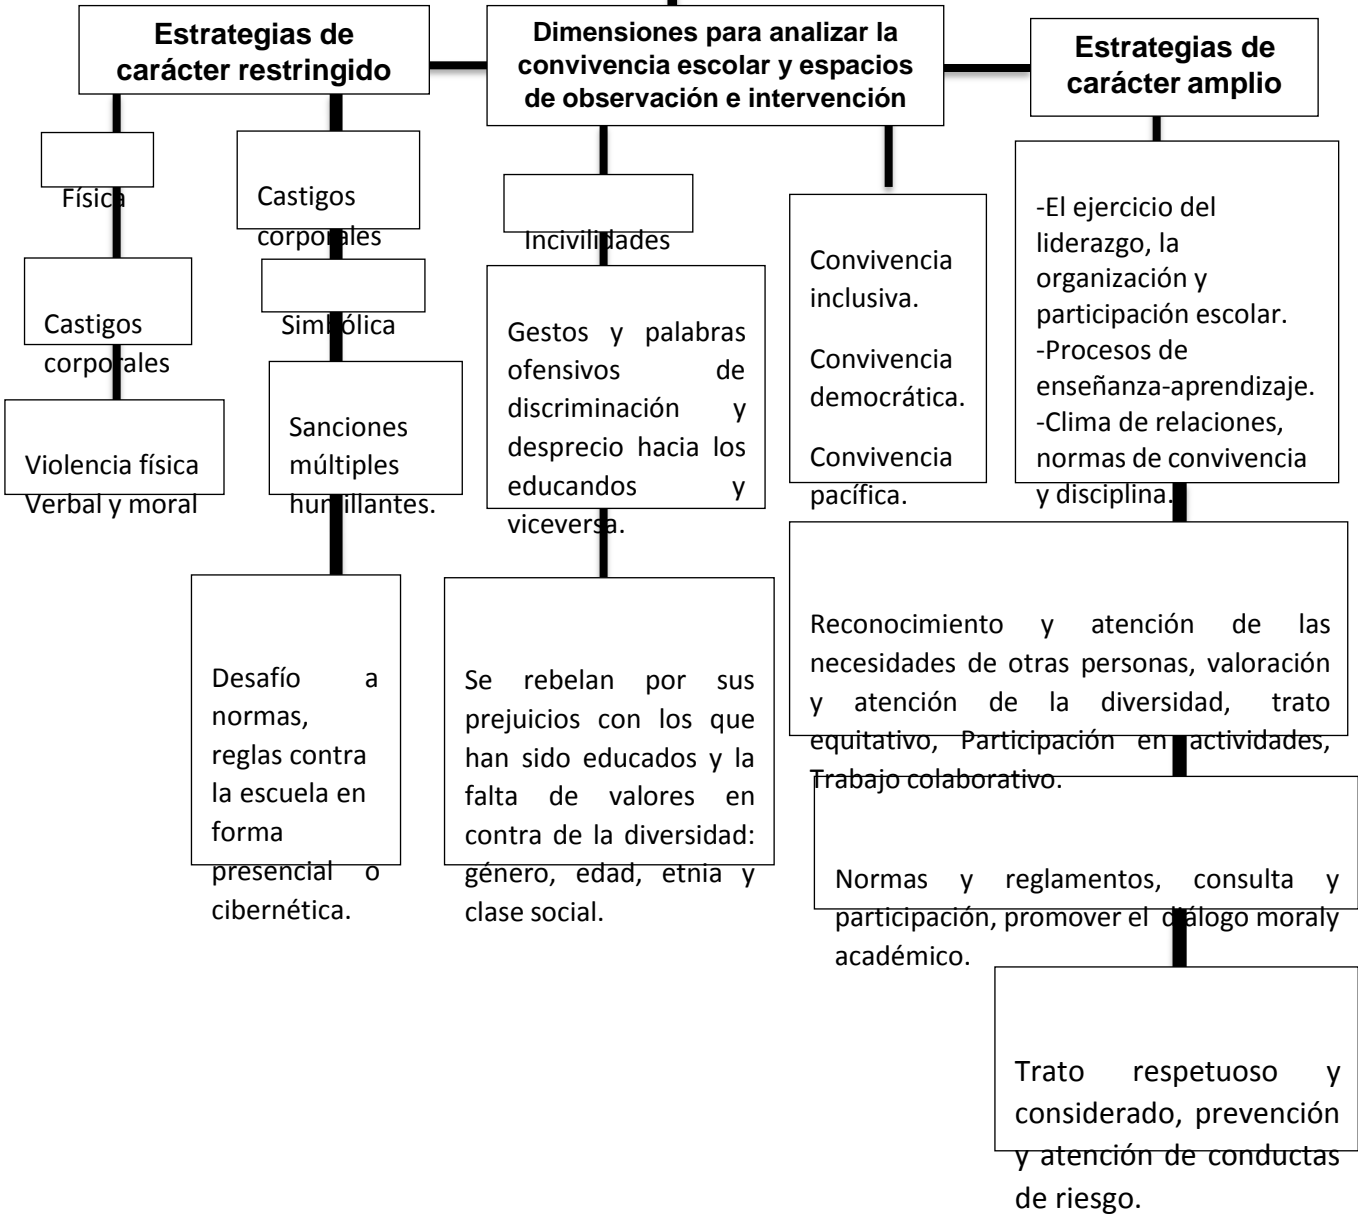 Estrategias de
carácter restringido
Dimensiones para analizar la
convivencia escolar y espacios
de observación e intervención
Estrategias de
carácter amplio
Física
Castigos
corporales
Violencia física
Verbal y moral
Castigos
corporales
Simbólica
Sanciones
múltiples
humillantes.
Desafío a
normas,
reglas contra
la escuela en
forma
presencial o
cibernética.
Incivilidades
Gestos y palabras
ofensivos de
discriminación y
desprecio hacia los
educandos y
viceversa.
Se rebelan por sus
prejuicios con los que
han sido educados y la
falta de valores en
contra de la diversidad:
género, edad, etnia y
clase social.
Convivencia
inclusiva.
Convivencia
democrática.
Convivencia
pacífica.
-El ejercicio del
liderazgo, la
organización y
participación escolar.
-Procesos de
enseñanza-aprendizaje.
-Clima de relaciones,
normas de convivencia
y disciplina.
Reconocimiento y atención de las
necesidades de otras personas, valoración
y atención de la diversidad, trato
equitativo, Participación en actividades,
Trabajo colaborativo.
Normas y reglamentos, consulta y
participación, promover el diálogo moraly
académico.
Trato respetuoso y
considerado, prevención
y atención de conductas
de riesgo.